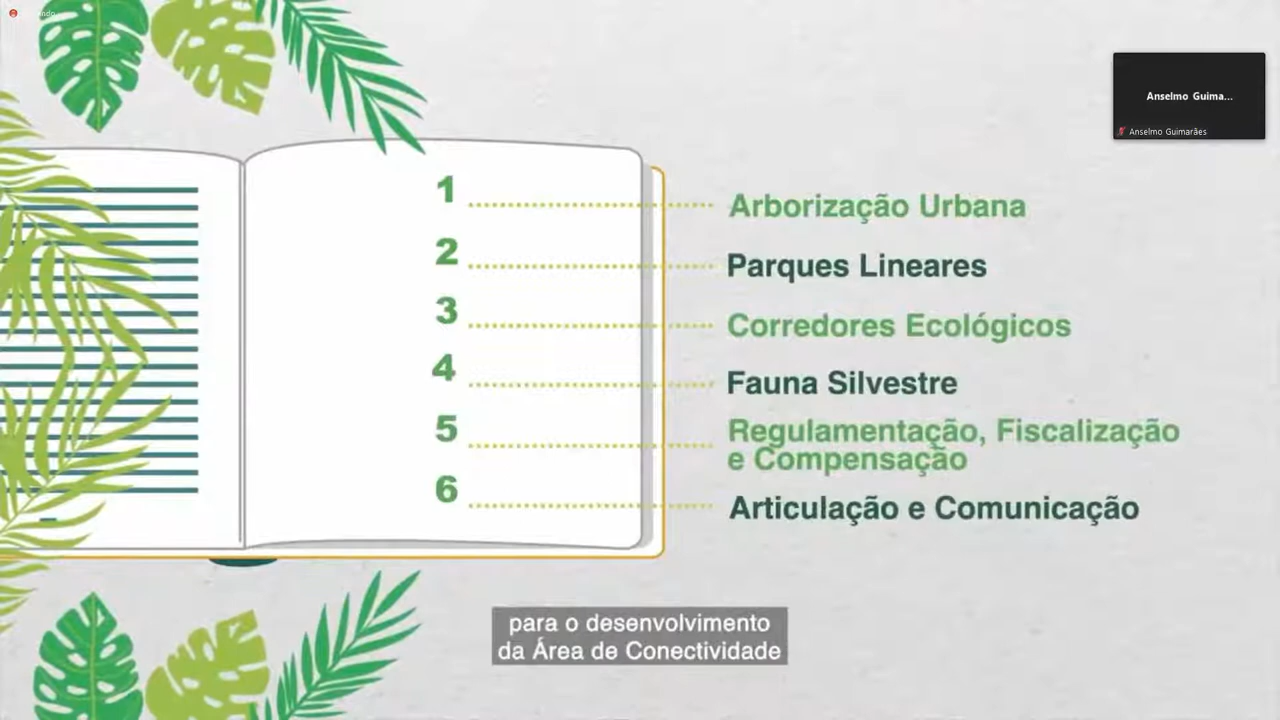 Anselmo Guima...
Anselmo Guimarães
1 Arborização Urbana
2 Parques Lineares
3 Corredores Ecológicos
4 Fauna Silvestre
5 Regulamentação, Fiscalização
e Compensação
6 Articulação e Comunicação
para o desenvolvimento
da Área de Conectividade